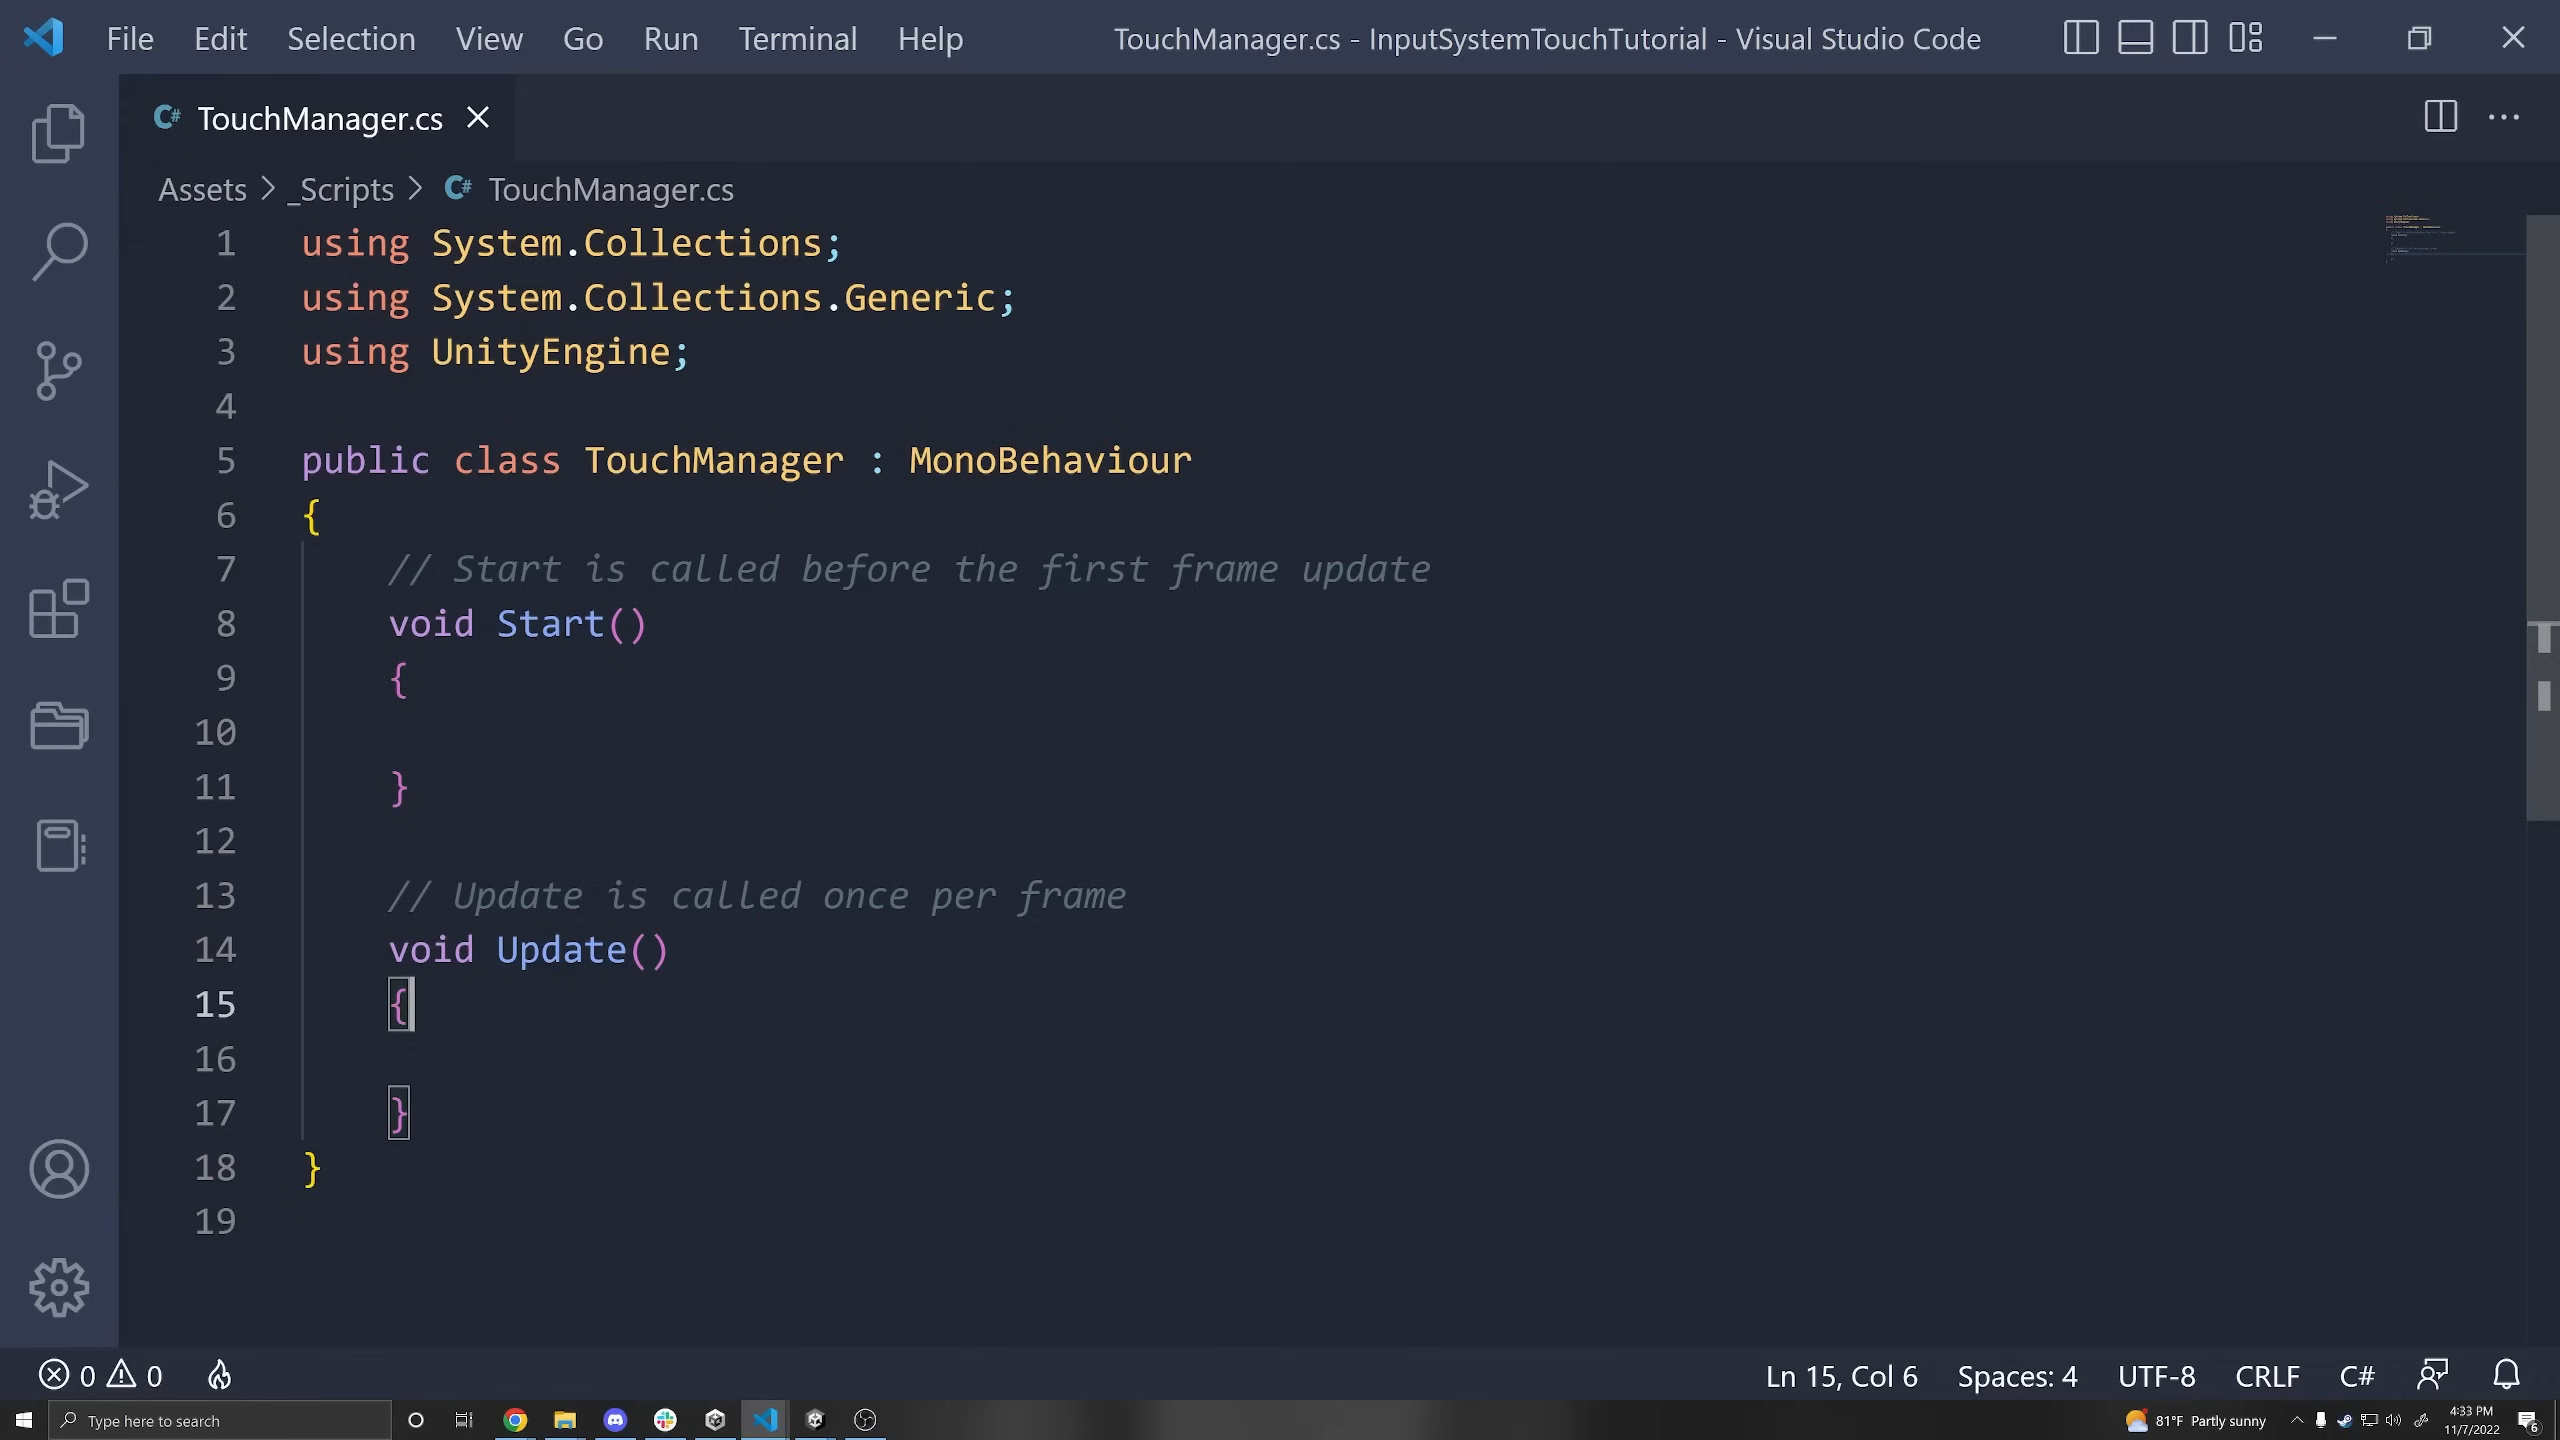 File Edit Selection View Go Run Terminal Help TouchManager.cs - InputSystemTouchTutorial - Visual Studio Code
C# TouchManager.cs
Assets > _Scripts > C# TouchManager.cs
1 using System.Collections;
2 using System.Collections.Generic;
3 using UnityEngine;
4
5 public class TouchManager : MonoBehaviour
6 {
7 // Start is called before the first frame update
8 void Start()
9 {
10
11 }
12
13 // Update is called once per frame
14 void Update()
15 {
16
17 }
18 }
19
0 0 Ln 15, Col 6 Spaces: 4 UTF-8 CRLF C#
Type here to search 81°F Partly sunny 4:33 PM
11/7/2022 6